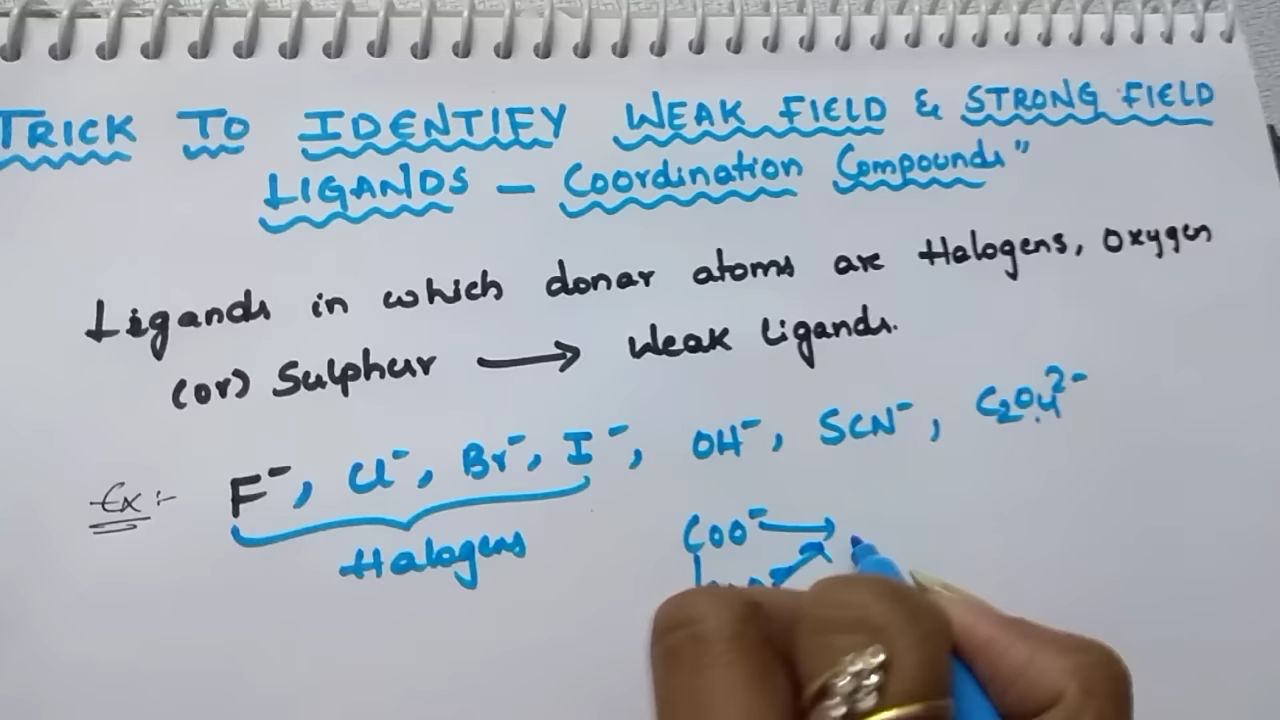 TRICK TO IDENTIFY WEAK FIELD & STRONG FIELD
LIGANDS – Coordination Compounds"
Ligands in which donar atoms are Halogens, Oxygen
(or) Sulphur → Weak ligands.
Ex:- F⁻, Cl⁻, Br⁻, I⁻, OH⁻, SCN⁻, C₂O₄²⁻
Halogens
COO⁻ →